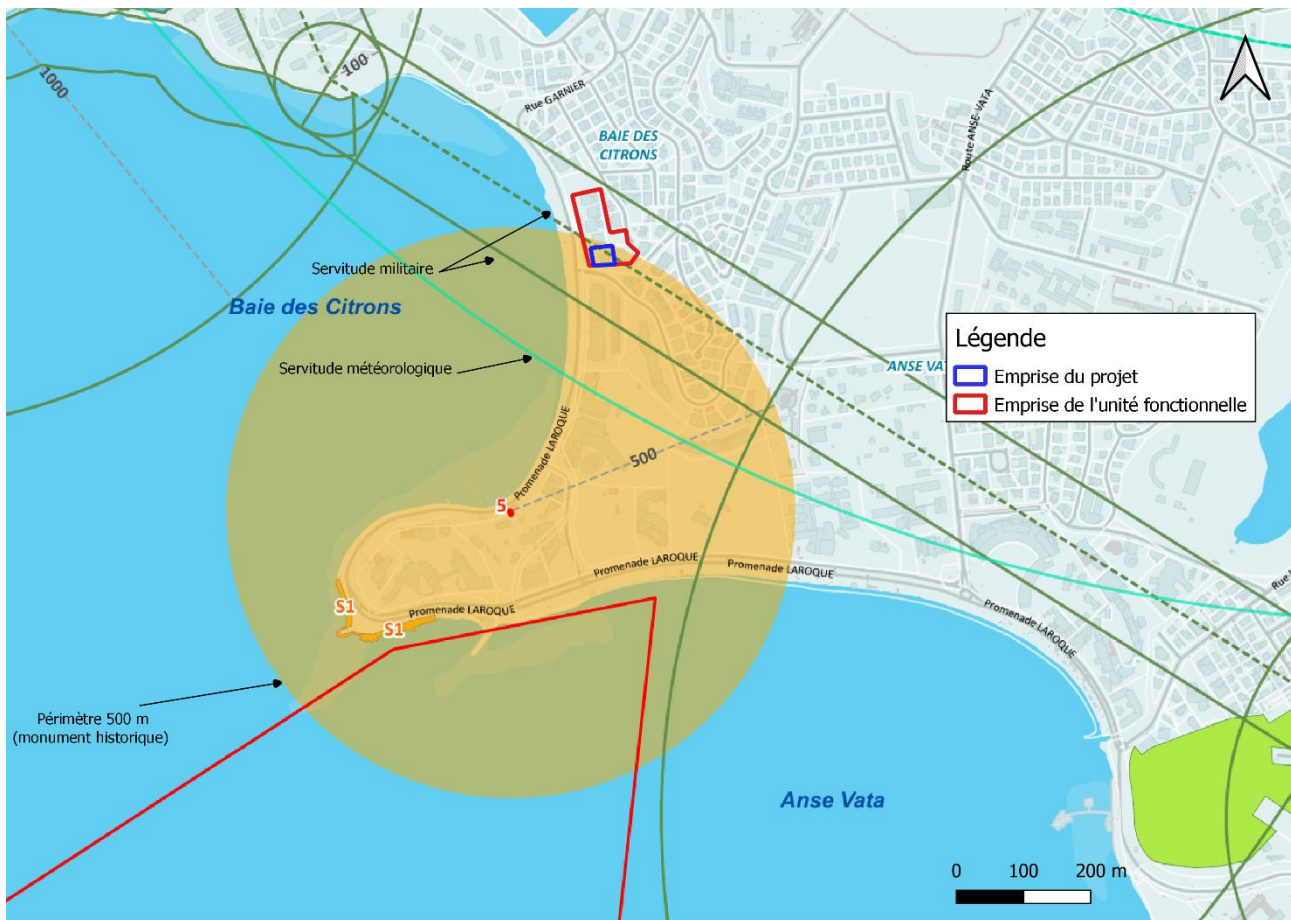 1000
100
Rue GARNIER
BAIE DES
CITRONS
Route ANSE-VATA
Servitude militaire
Baie des Citrons
Servitude météorologique
Légende
Emprise du projet
Emprise de l'unité fonctionnelle
ANSE VAT
Promenade LAROQUE
500
5
Promenade LAROQUE
Promenade LAROQUE
Promenade LAROQUE
Promenade LAROQUE
S1
S1
Rue
Périmètre 500 m
(monument historique)
Anse Vata
0 100 200 m